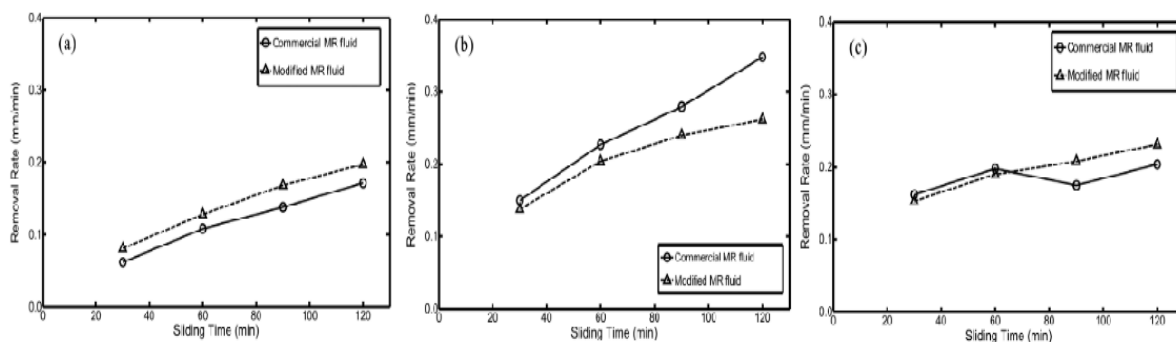 (a)
Commercial MR fluid
Modified MR fluid
0.4
0.3
0.2
0.1
0.0
Removal Rate (mm/min)
0 20 40 60 80 100 120
Sliding Time (min)
(b)
0.4
0.3
0.2
0.1
0.0
Removal Rate (mm/min)
Commercial MR fluid
Modified MR fluid
0 20 40 60 80 100 120
Sliding Time (min)
(c)
Commercial MR fluid
Modified MR fluid
0.4
0.3
0.2
0.1
0.0
Removal Rate (mm/min)
0 20 40 60 80 100 120
Sliding Time (min)